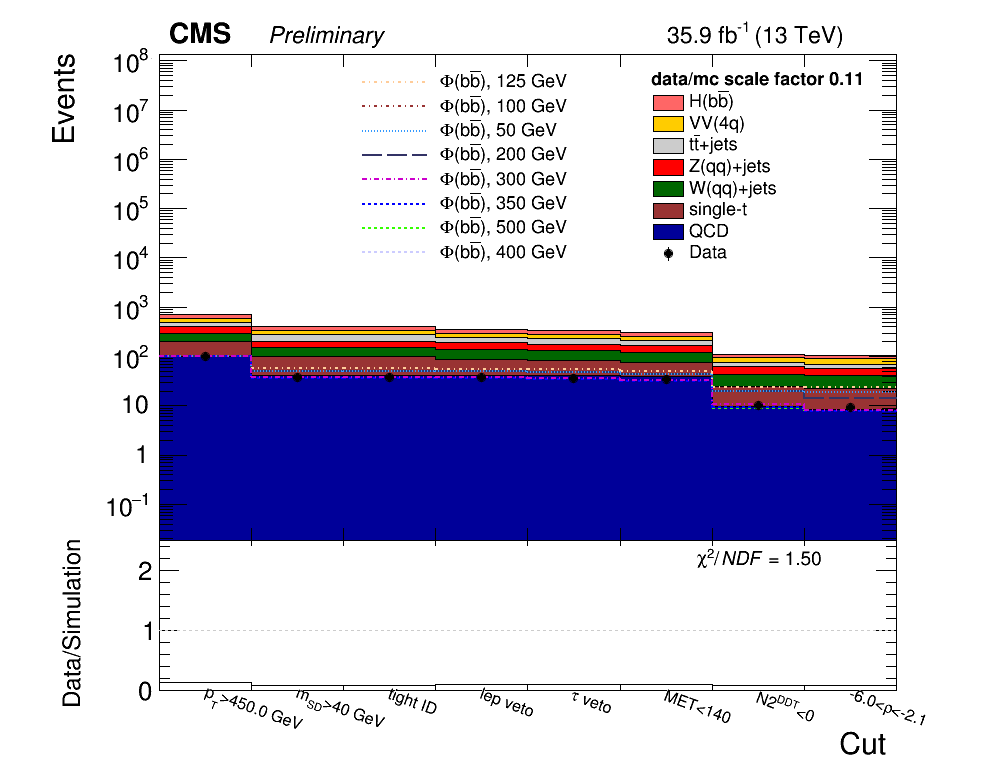 CMS Preliminary 35.9 fb⁻¹ (13 TeV)
Events
10⁸
10⁷
10⁶
10⁵
10⁴
10³
10²
10
1
10⁻¹
Φ(bb̅), 125 GeV
Φ(bb̅), 100 GeV
Φ(bb̅), 50 GeV
Φ(bb̅), 200 GeV
Φ(bb̅), 300 GeV
Φ(bb̅), 350 GeV
Φ(bb̅), 500 GeV
Φ(bb̅), 400 GeV
data/mc scale factor 0.11
H(bb̅)
VV(4q)
tt̅+jets
Z(qq)+jets
W(qq)+jets
single-t
QCD
Data
Data/Simulation
2
1
0
χ²/NDF = 1.50
p_T>450.0 GeV
m_SD>40 GeV
tight ID
lep veto
τ veto
MET<140
N2^DDT<0
-6.0<ρ<-2.1
Cut